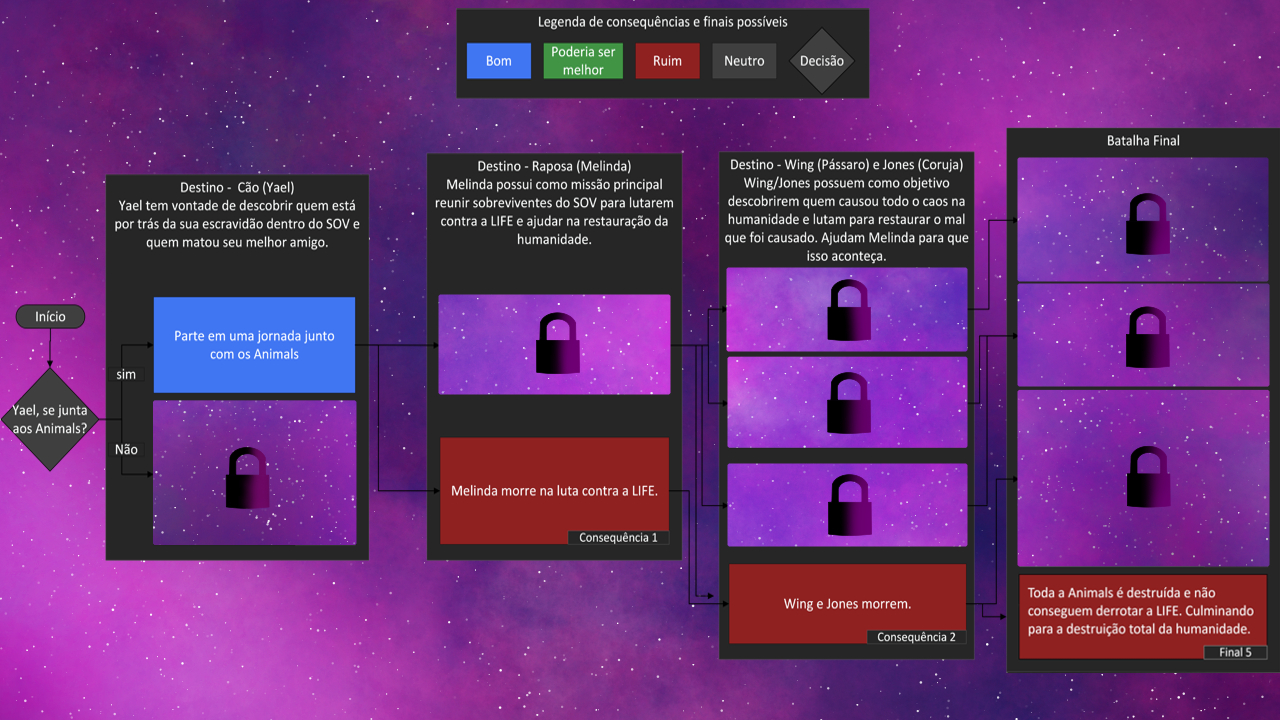 Legenda de consequências e finais possíveis
Bom
Poderia ser
melhor
Ruim
Neutro
Decisão
Início
Yael, se junta
aos Animals?
sim
Não
Destino -  Cão (Yael)
Yael tem vontade de descobrir quem está
por trás da sua escravidão dentro do SOV e
quem matou seu melhor amigo.
Parte em uma jornada junto
com os Animals
Destino - Raposa (Melinda)
Melinda possui como missão principal
reunir sobreviventes do SOV para lutarem
contra a LIFE e ajudar na restauração da
humanidade.
Melinda morre na luta contra a LIFE.
Consequência 1
Destino - Wing (Pássaro) e Jones (Coruja)
Wing/Jones possuem como objetivo
descobrirem quem causou todo o caos na
humanidade e lutam para restaurar o mal
que foi causado. Ajudam Melinda para que
isso aconteça.
Wing e Jones morrem.
Consequência 2
Batalha Final
Toda a Animals é destruída e não
conseguem derrotar a LIFE. Culminando
para a destruição total da humanidade.
Final 5